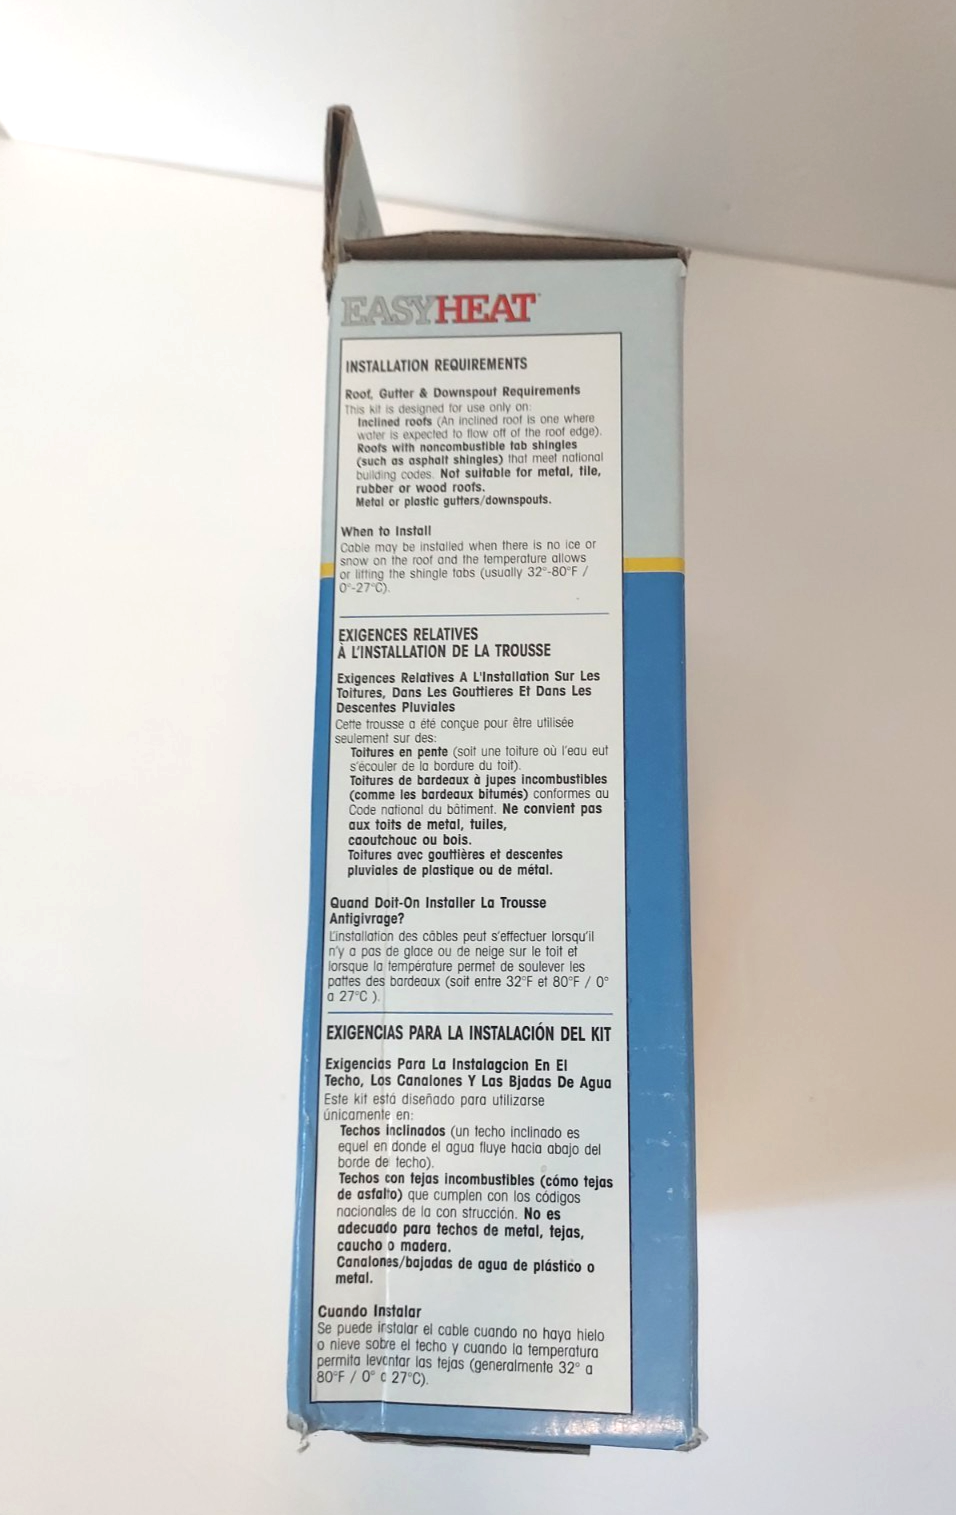 EASYHEAT
INSTALLATION REQUIREMENTS
Roof, Gutter & Downspout Requirements
This kit is designed for use only on:
Inclined roofs (An inclined roof is one where
water is expected to flow off of the roof edge).
Roofs with noncombustible tab shingles
(such as asphalt shingles) that meet national
building codes. Not suitable for metal, tile,
rubber or wood roofs.
Metal or plastic gutters/downspouts.
When to Install
Cable may be installed when there is no ice or
snow on the roof and the temperature allows
or lifting the shingle tabs (usually 32°-80°F /
0°-27°C).
EXIGENCES RELATIVES
À L'INSTALLATION DE LA TROUSSE
Exigences Relatives A L'Installation Sur Les
Toitures, Dans Les Gouttieres Et Dans Les
Descentes Pluviales
Cette trousse a été conçue pour être utilisée
seulement sur des:
Toitures en pente (soit une toiture où l'eau eut
s'écouler de la bordure du toit).
Toitures de bardeaux à jupes incombustibles
(comme les bardeaux bitumés) conformes au
Code national du bâtiment. Ne convient pas
aux toits de metal, tuiles,
caoutchouc ou bois.
Toitures avec gouttières et descentes
pluviales de plastique ou de métal.
Quand Doit-On Installer La Trousse
Antigivrage?
L'installation des câbles peut s'effectuer lorsqu'il
n'y a pas de glace ou de neige sur le toit et
lorsque la température permet de soulever les
pattes des bardeaux (soit entre 32°F et 80°F / 0°
a 27°C ).
EXIGENCIAS PARA LA INSTALACIÓN DEL KIT
Exigencias Para La Instalagcion En El
Techo, Los Canalones Y Las Bjadas De Agua
Este kit está diseñado para utilizarse
únicamente en:
Techos inclinados (un techo inclinado es
equel en donde el agua fluye hacia abajo del
borde de techo).
Techos con tejas incombustibles (cómo tejas
de asfalto) que cumplen con los códigos
nacionales de la con strucción. No es
adecuado para techos de metal, tejas,
caucho o madera.
Canalones/bajadas de agua de plástico o
metal.
Cuando Instalar
Se puede instalar el cable cuando no haya hielo
o nieve sobre el techo y cuando la temperatura
permita levantar las tejas (generalmente 32° a
80°F / 0° a 27°C).